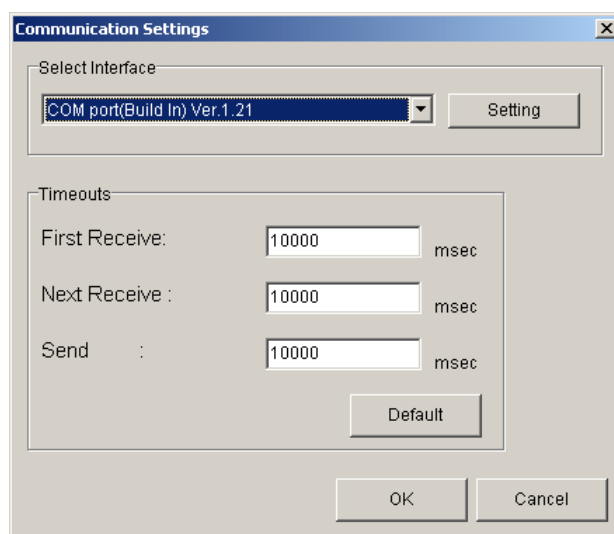 Communication Settings
Select Interface
COM port(Build In) Ver.1.21
Setting
Timeouts
First Receive: 10000 msec
Next Receive : 10000 msec
Send : 10000 msec
Default
OK Cancel